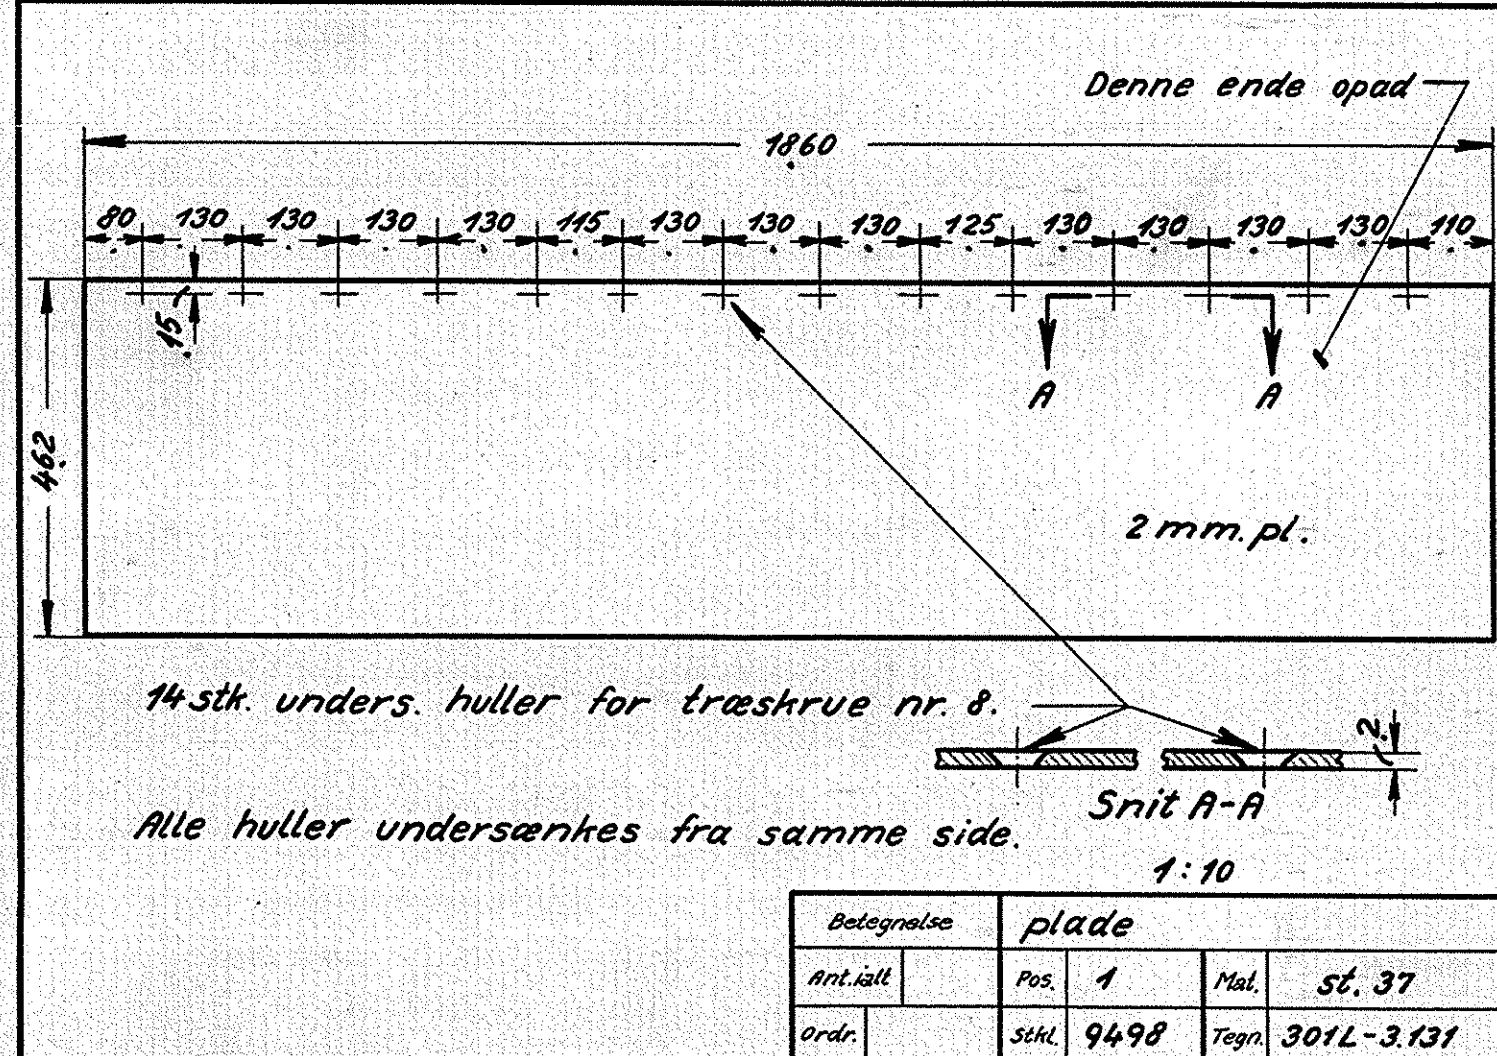 Denne ende opad
1860
80 130 130 130 130 115 130 130 130 125 130 130 130 130 110
15
A A
462
2 mm. pl.
14 stk. unders. huller for træskrue nr. 8.
2
Snit A-A
Alle huller undersænkes fra samme side.
1:10
Betegnelse plade
Ant. ialt Pos. 1 Mat. st. 37
Ordr. Stkl. 9498 Tegn. 301L-3.131